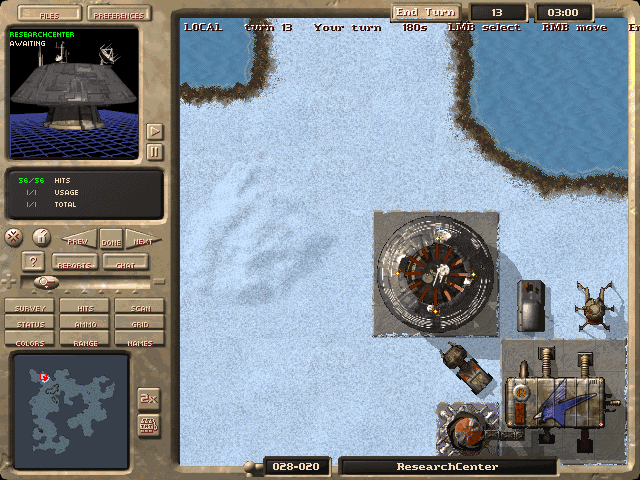 FILES PREFERENCES End Turn 13 03:00
LOCAL turn 13 Your turn 180s LMB select RMB move En
RESEARCHCENTER
AWAITING
56/56 HITS
1/1 USAGE
1/1 TOTAL
PREV DONE NEXT
? REPORTS CHAT
SURVEY HITS SCAN
STATUS AMMO GRID
COLORS RANGE NAMES
2x
028-020 ResearchCenter